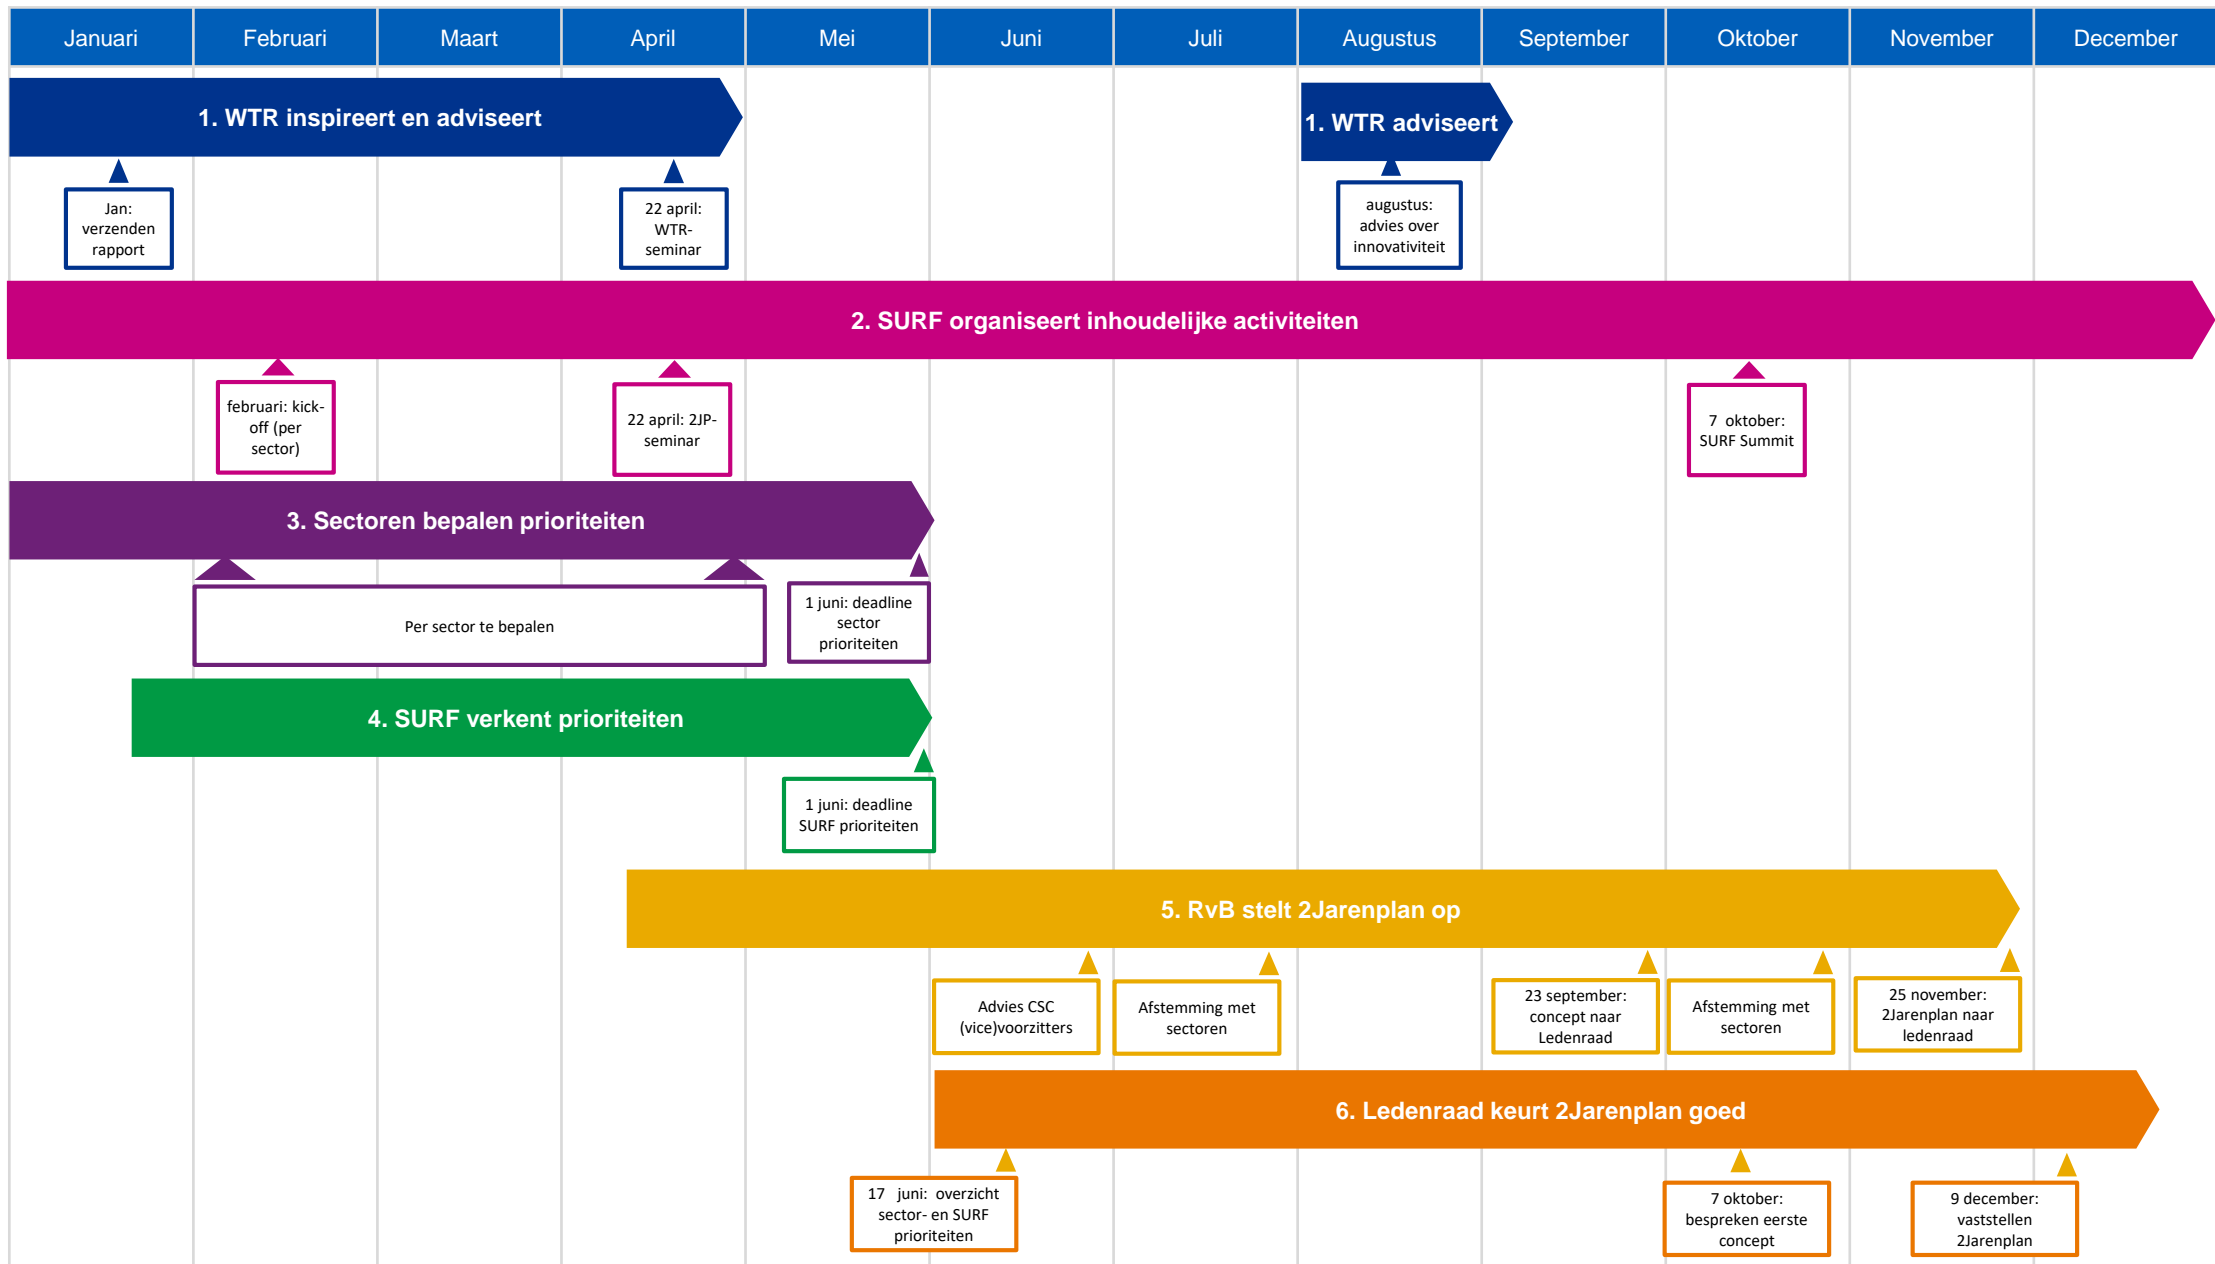 Januari
Februari
Maart
April
Mei
Juni
Juli
Augustus
September
Oktober
November
December
1. WTR inspireert en adviseert
1. WTR adviseert
Jan:
verzenden
rapport
22 april:
WTR-
seminar
augustus:
advies over
innovativiteit
2. SURF organiseert inhoudelijke activiteiten
februari: kick-
off (per
sector)
22 april: 2JP-
seminar
7 oktober:
SURF Summit
3. Sectoren bepalen prioriteiten
Per sector te bepalen
1 juni: deadline
sector
prioriteiten
4. SURF verkent prioriteiten
1 juni: deadline
SURF prioriteiten
5. RvB stelt 2Jarenplan op
Advies CSC
(vice)voorzitters
Afstemming met
sectoren
23 september:
concept naar
Ledenraad
Afstemming met
sectoren
25 november:
2Jarenplan naar
ledenraad
6. Ledenraad keurt 2Jarenplan goed
17 juni: overzicht
sector- en SURF
prioriteiten
7 oktober:
bespreken eerste
concept
9 december:
vaststellen
2Jarenplan